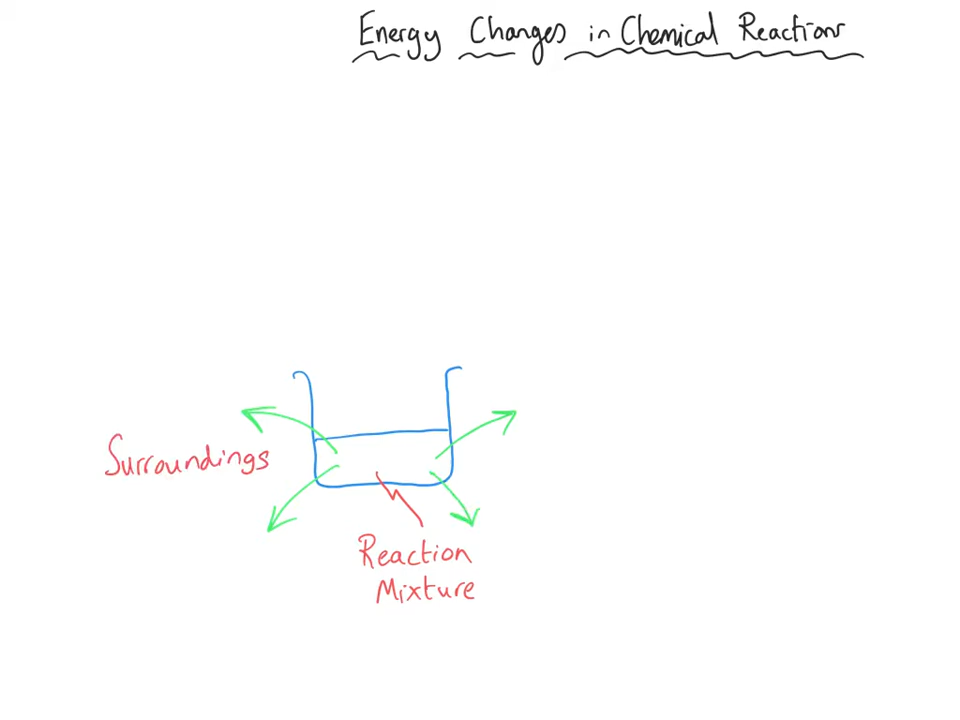 Energy Changes in Chemical Reactions
Surroundings
Reaction
Mixture